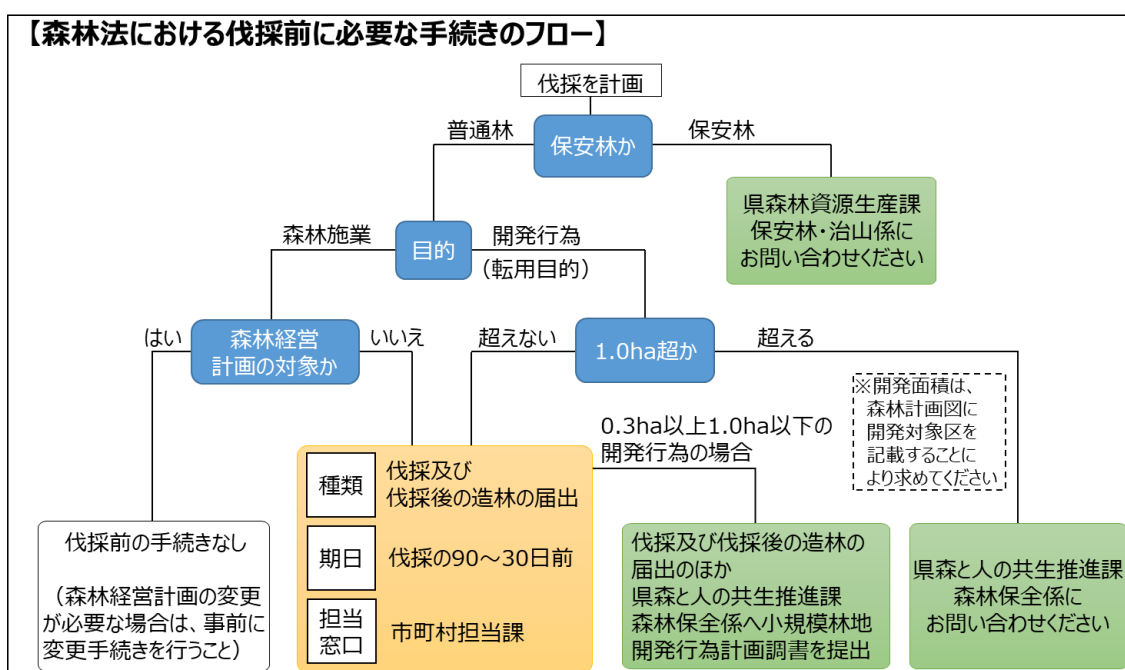 【森林法における伐採前に必要な手続きのフロー】
伐採を計画
普通林
保安林か
保安林
県森林資源生産課
保安林・治山係に
お問い合わせください
森林施業
目的
開発行為
（転用目的）
はい
森林経営
計画の対象か
いいえ
超えない
1.0ha超か
超える
※開発面積は、
森林計画図に
開発対象区を
記載することに
より求めてください
0.3ha以上1.0ha以下の
開発行為の場合
種類
伐採及び
伐採後の造林の届出
期日
伐採の90～30日前
担当
窓口
市町村担当課
伐採前の手続きなし
（森林経営計画の変更
が必要な場合は、事前に
変更手続きを行うこと）
伐採及び伐採後の造林の
届出のほか
県森と人の共生推進課
森林保全係へ小規模林地
開発行為計画調書を提出
県森と人の共生推進課
森林保全係に
お問い合わせください